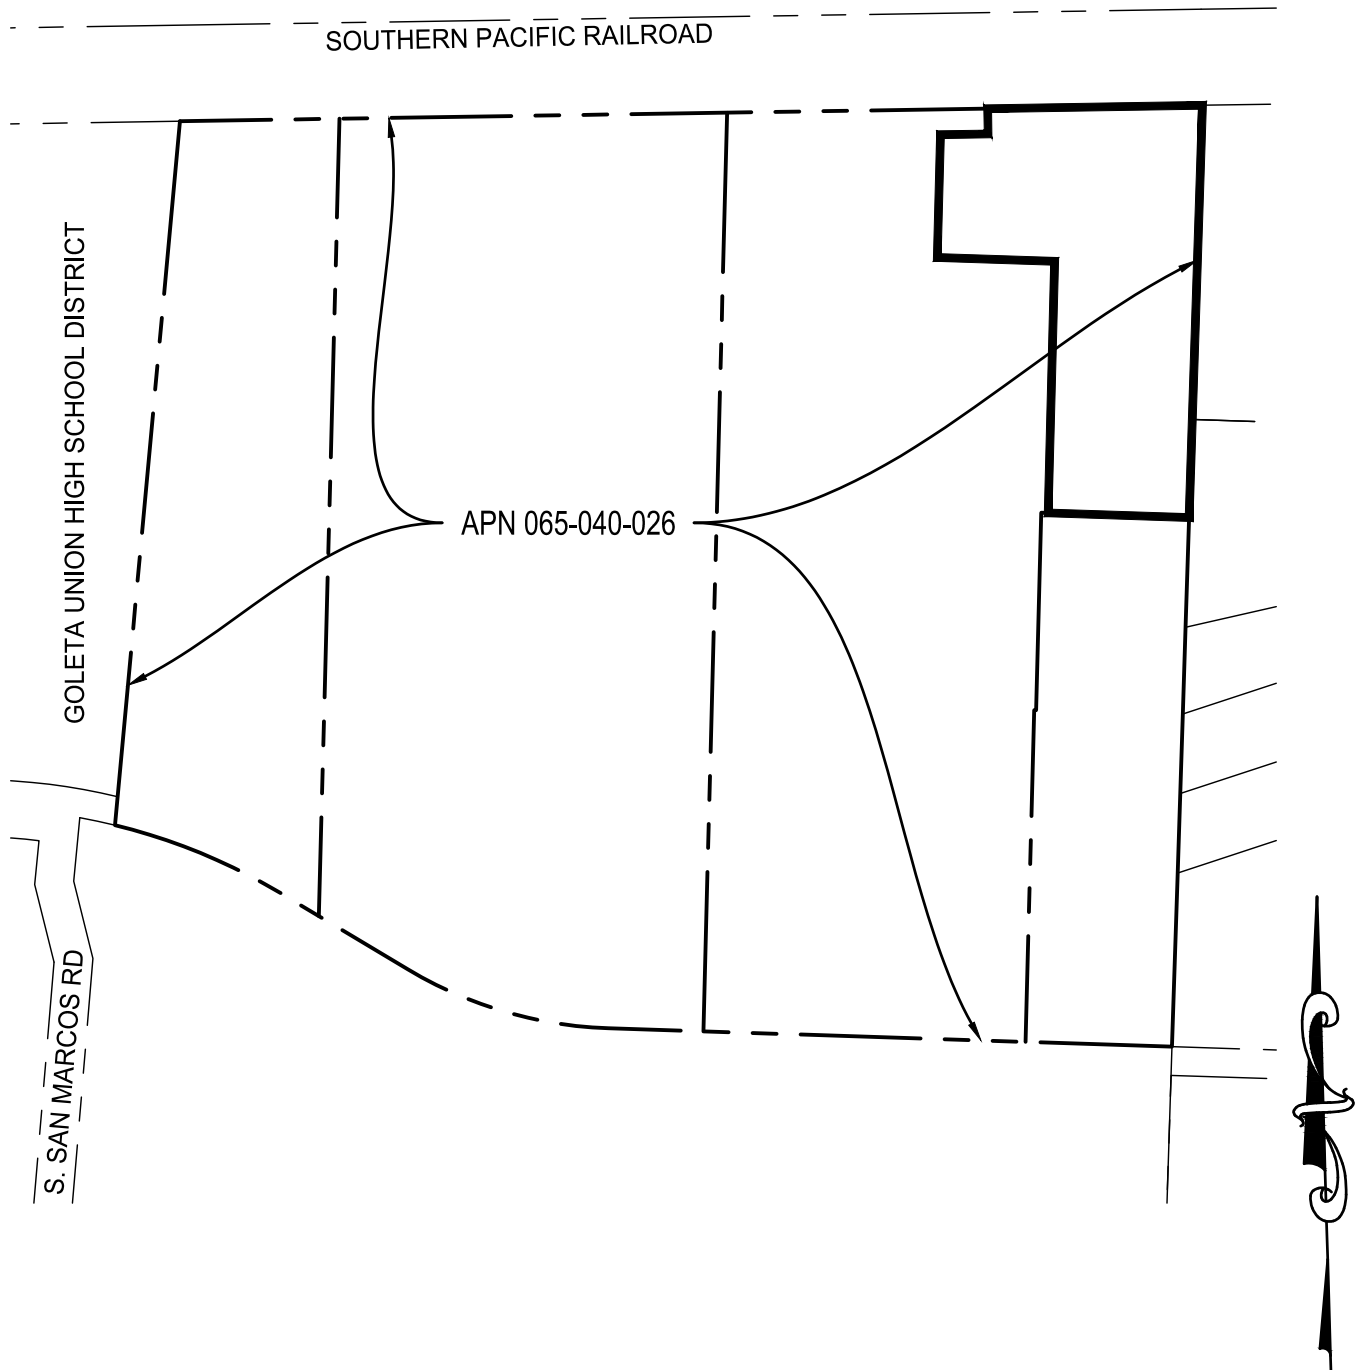 SOUTHERN PACIFIC RAILROAD
GOLETA UNION HIGH SCHOOL DISTRICT
APN 065-040-026
S. SAN MARCOS RD